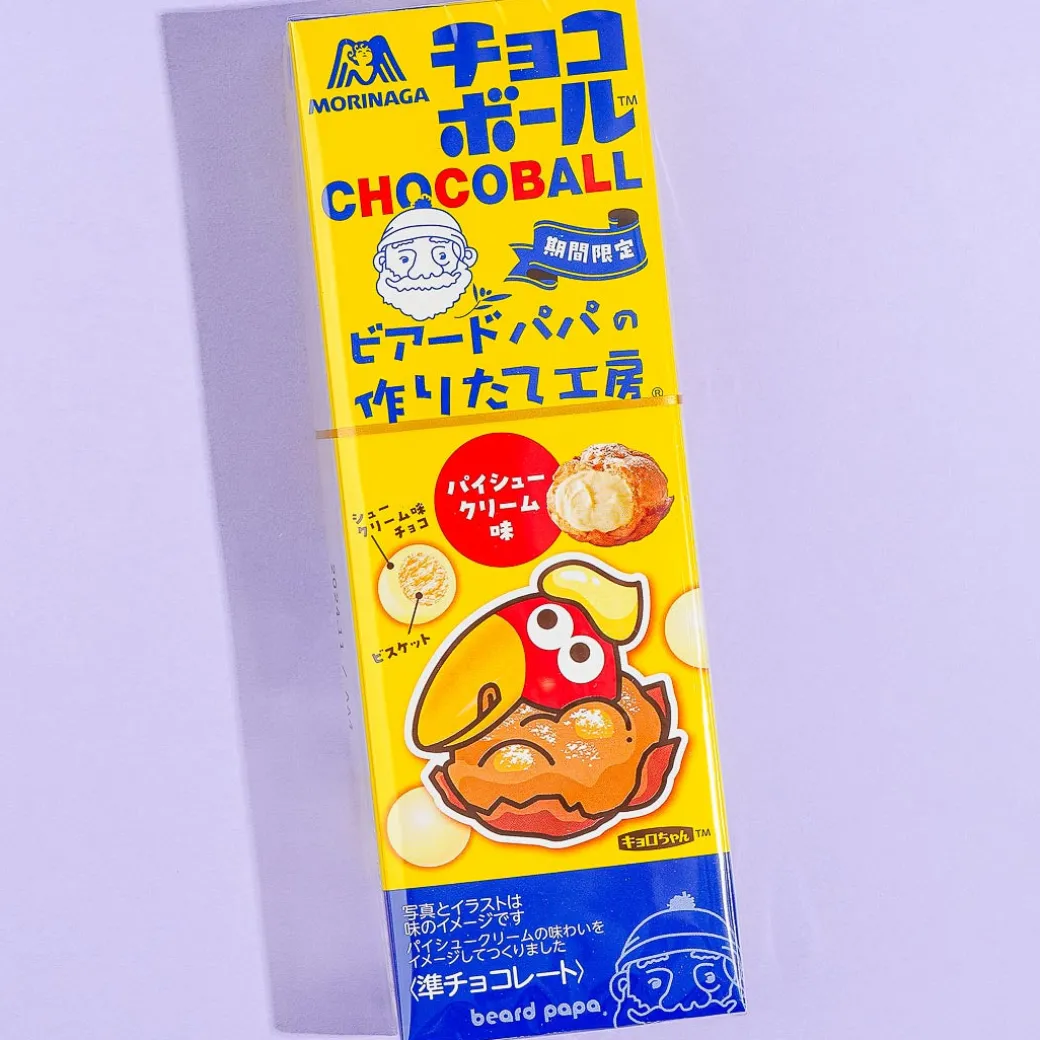 MORINAGA
チョコ
ボール™
CHOCOBALL
期間限定
ビアードパパの
作りたて工房®
パイシュー
クリーム
味
シュー
クリーム味
チョコ
ビスケット
キョロちゃん™
写真とイラストは
味のイメージです
パイシュークリームの味わいを
イメージしてつくりました
〈準チョコレート〉
beard papa®